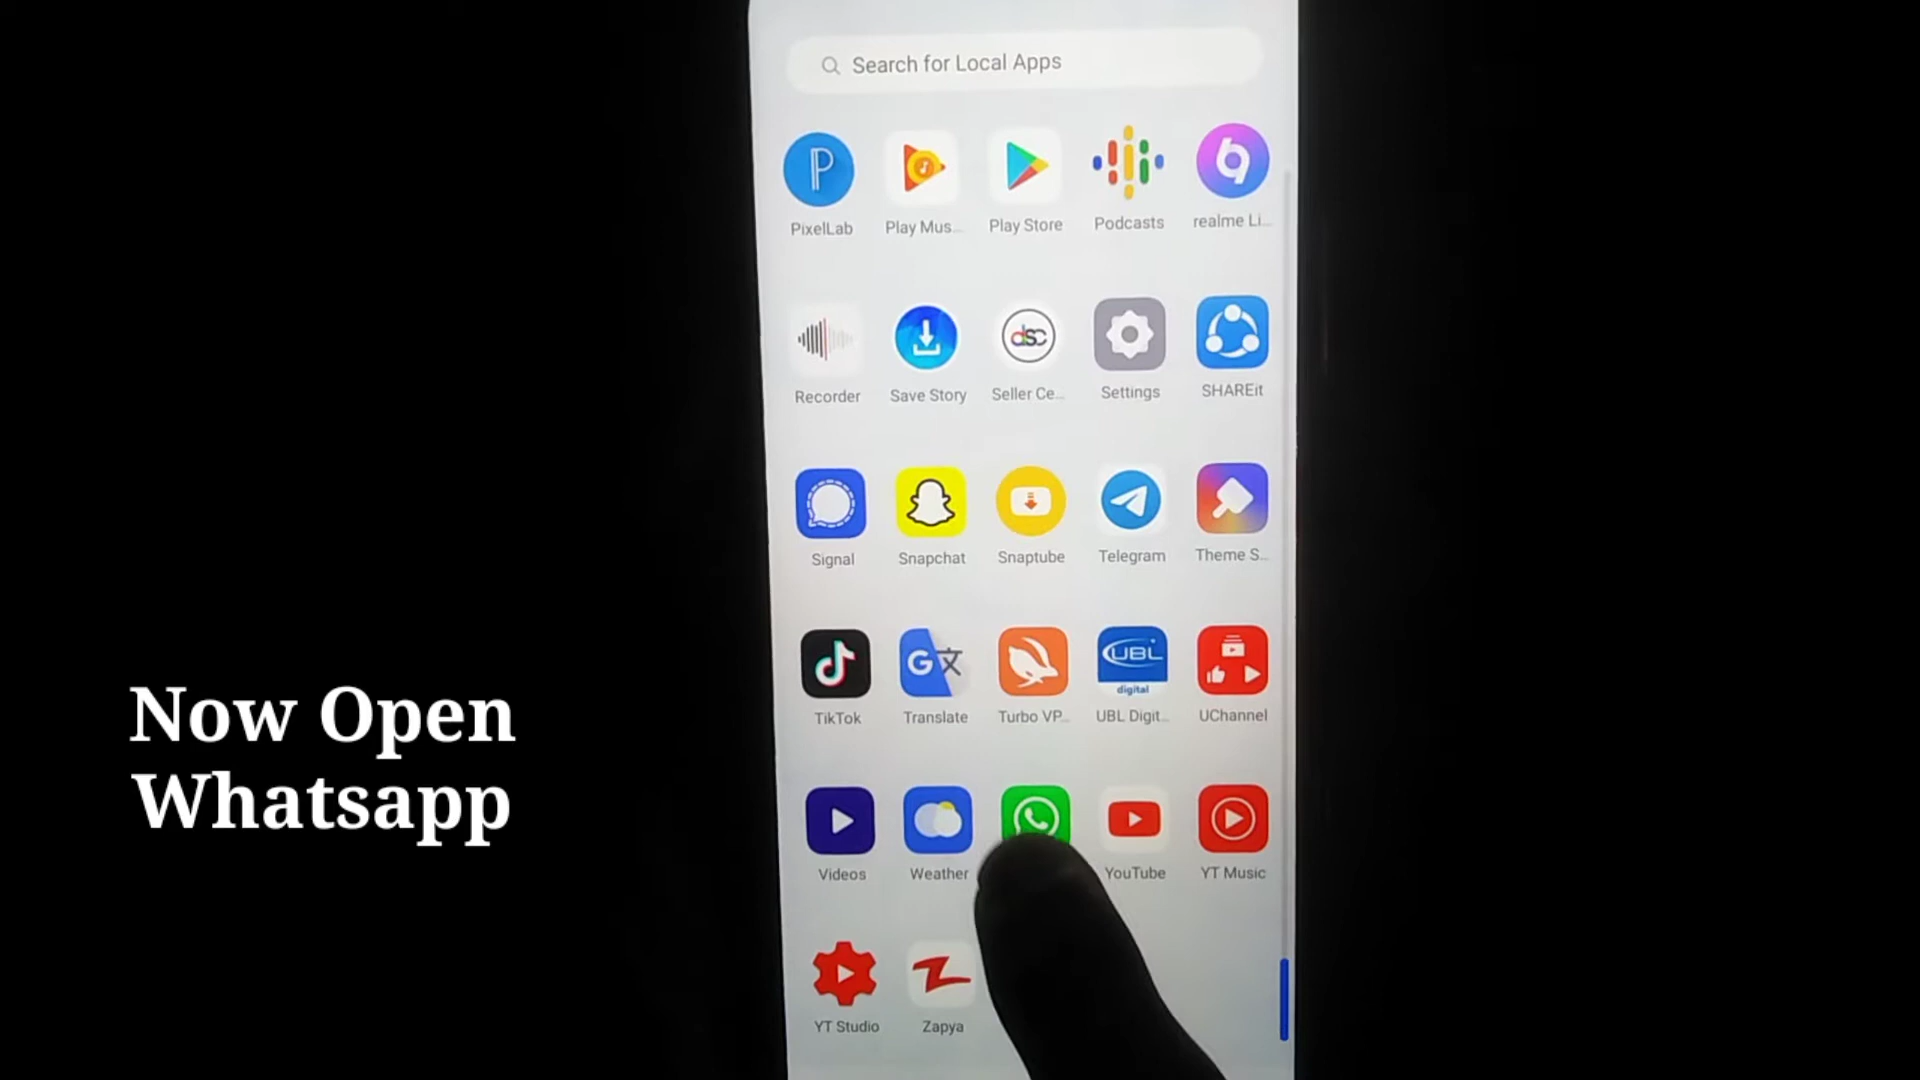 Search for Local Apps
PixelLab
Play Mus...
Play Store
Podcasts
realme Li...
dsc
Recorder
Save Story
Seller Ce...
Settings
SHAREit
Signal
Snapchat
Snaptube
Telegram
Theme S...
UBL
digital
TikTok
Translate
Turbo VP...
UBL Digit...
UChannel
Videos
Weather
YouTube
YT Music
YT Studio
Zapya
Now Open
Whatsapp